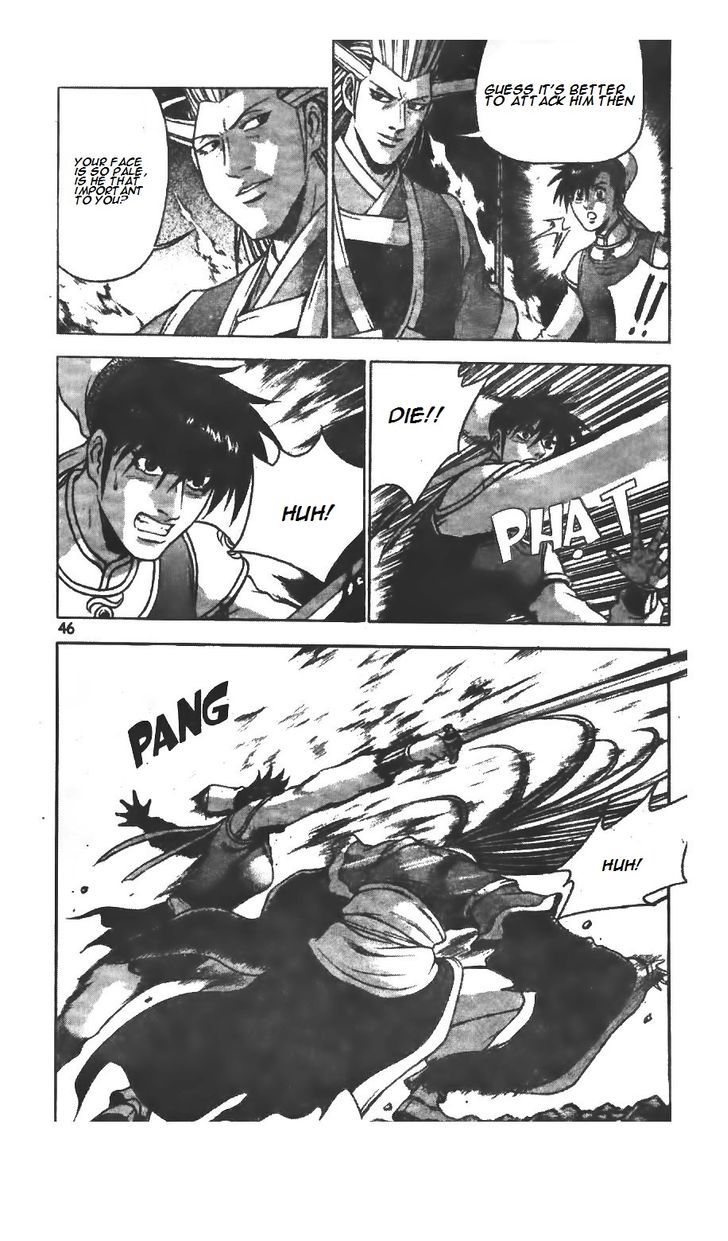 YOUR FACE
IS SO PALE,
IS HE THAT
IMPORTANT
TO YOU?
GUESS IT'S BETTER
TO ATTACK HIM THEN
!!
HUH!
DIE!!
PHẠT
46
PANG
HUH!